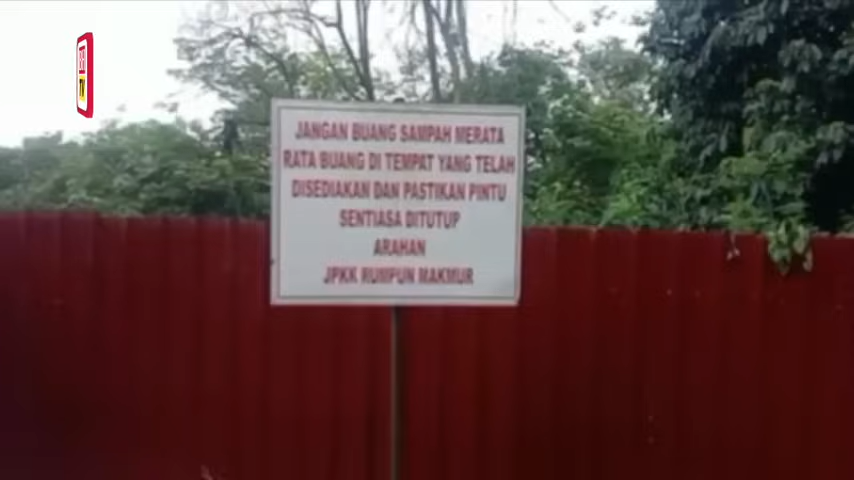 JANGAN BUANG SAMPAH MERATA
RATA BUANG DI TEMPAT YANG TELAH
DISEDIAKAN DAN PASTIKAN PINTU
SENTIASA DITUTUP
ARAHAN
JPKK RUMPUN MAKMUR